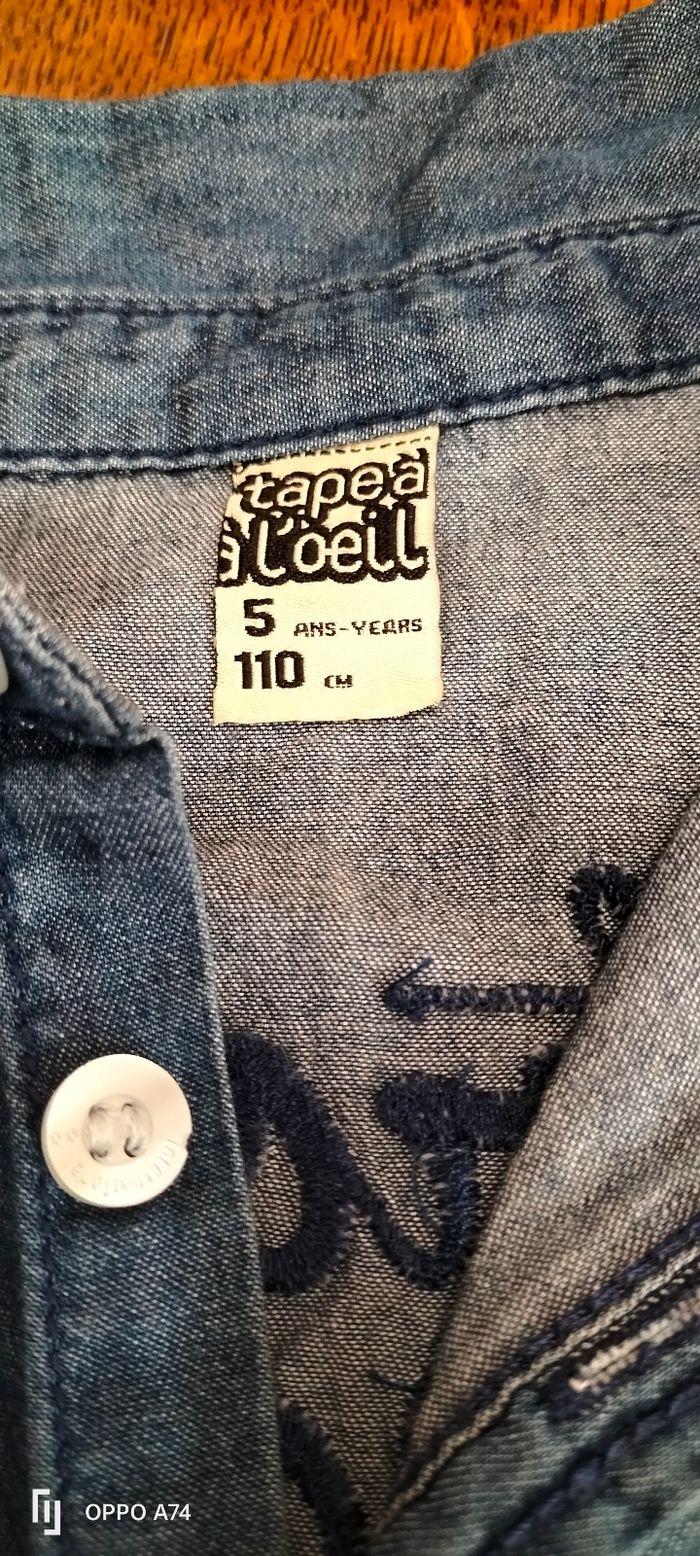 tape à
à l'oeil
5 ANS-YEARS
110 CM
OPPO A74